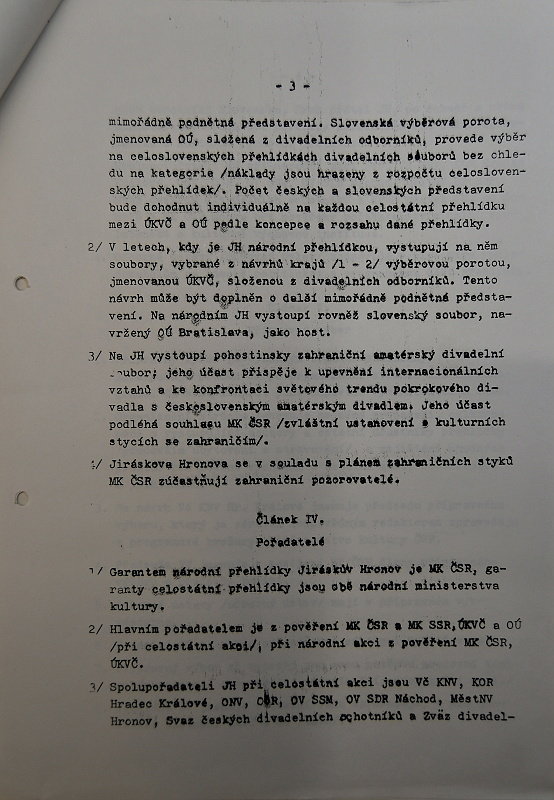 - 3 -
mimořádně podnětná představení. Slovenská výběrová porota,
jmenovaná OÚ, složená z divadelních odborníků, provede výběr
na celoslovenských přehlídkách divadelních souborů bez ohle-
du na kategorie /náklady jsou hrazeny z rozpočtu celosloven-
ských přehlídek/. Počet českých a slovenských představení
bude dohodnut individuálně na každou celostátní přehlídku
mezi ÚKVČ a OÚ podle koncepce a rozsahu dané přehlídky.
2/ V letech, kdy je JH národní přehlídkou, vystupují na něm
soubory, vybrané z návrhů krajů /1 - 2/ výběrovou porotou,
jmenovanou ÚKVČ, složenou z divadelních odborníků. Tento
návrh může být doplněn o další mimořádně podnětná předsta-
vení. Na národním JH vystoupí rovněž slovenský soubor, na-
vržený OÚ Bratislava, jako host.
3/ Na JH vystoupí pohostinsky zahraniční amatérský divadelní
soubor; jeho účast přispěje k upevnění internacionálních
vztahů a ke konfrontaci světového trendu pokrokového di-
vadla s československým amatérským divadlem. Jeho účast
podléhá souhlasu MK ČSR /zvláštní ustanovení o kulturních
stycích se zahraničím/.
4/ Jiráskova Hronova se v souladu s plánem zahraničních styků
MK ČSR zúčastňují zahraniční pozorovatelé.
Článek IV.
Pořadatelé
1/ Garantem národní přehlídky Jiráskův Hronov je MK ČSR, ga-
ranty celostátní přehlídky jsou obě národní ministerstva
kultury.
2/ Hlavním pořadatelem je z pověření MK ČSR a MK SSR, ÚKVČ a OÚ
/při celostátní akci/, při národní akci z pověření MK ČSR,
ÚKVČ.
3/ Spolupořadateli JH při celostátní akci jsou Vč KNV, KOR
Hradec Králové, ONV, OOR, OV SSM, OV SDR Náchod, MěstNV
Hronov, Svaz českých divadelních ochotníků a Zväz divadel-